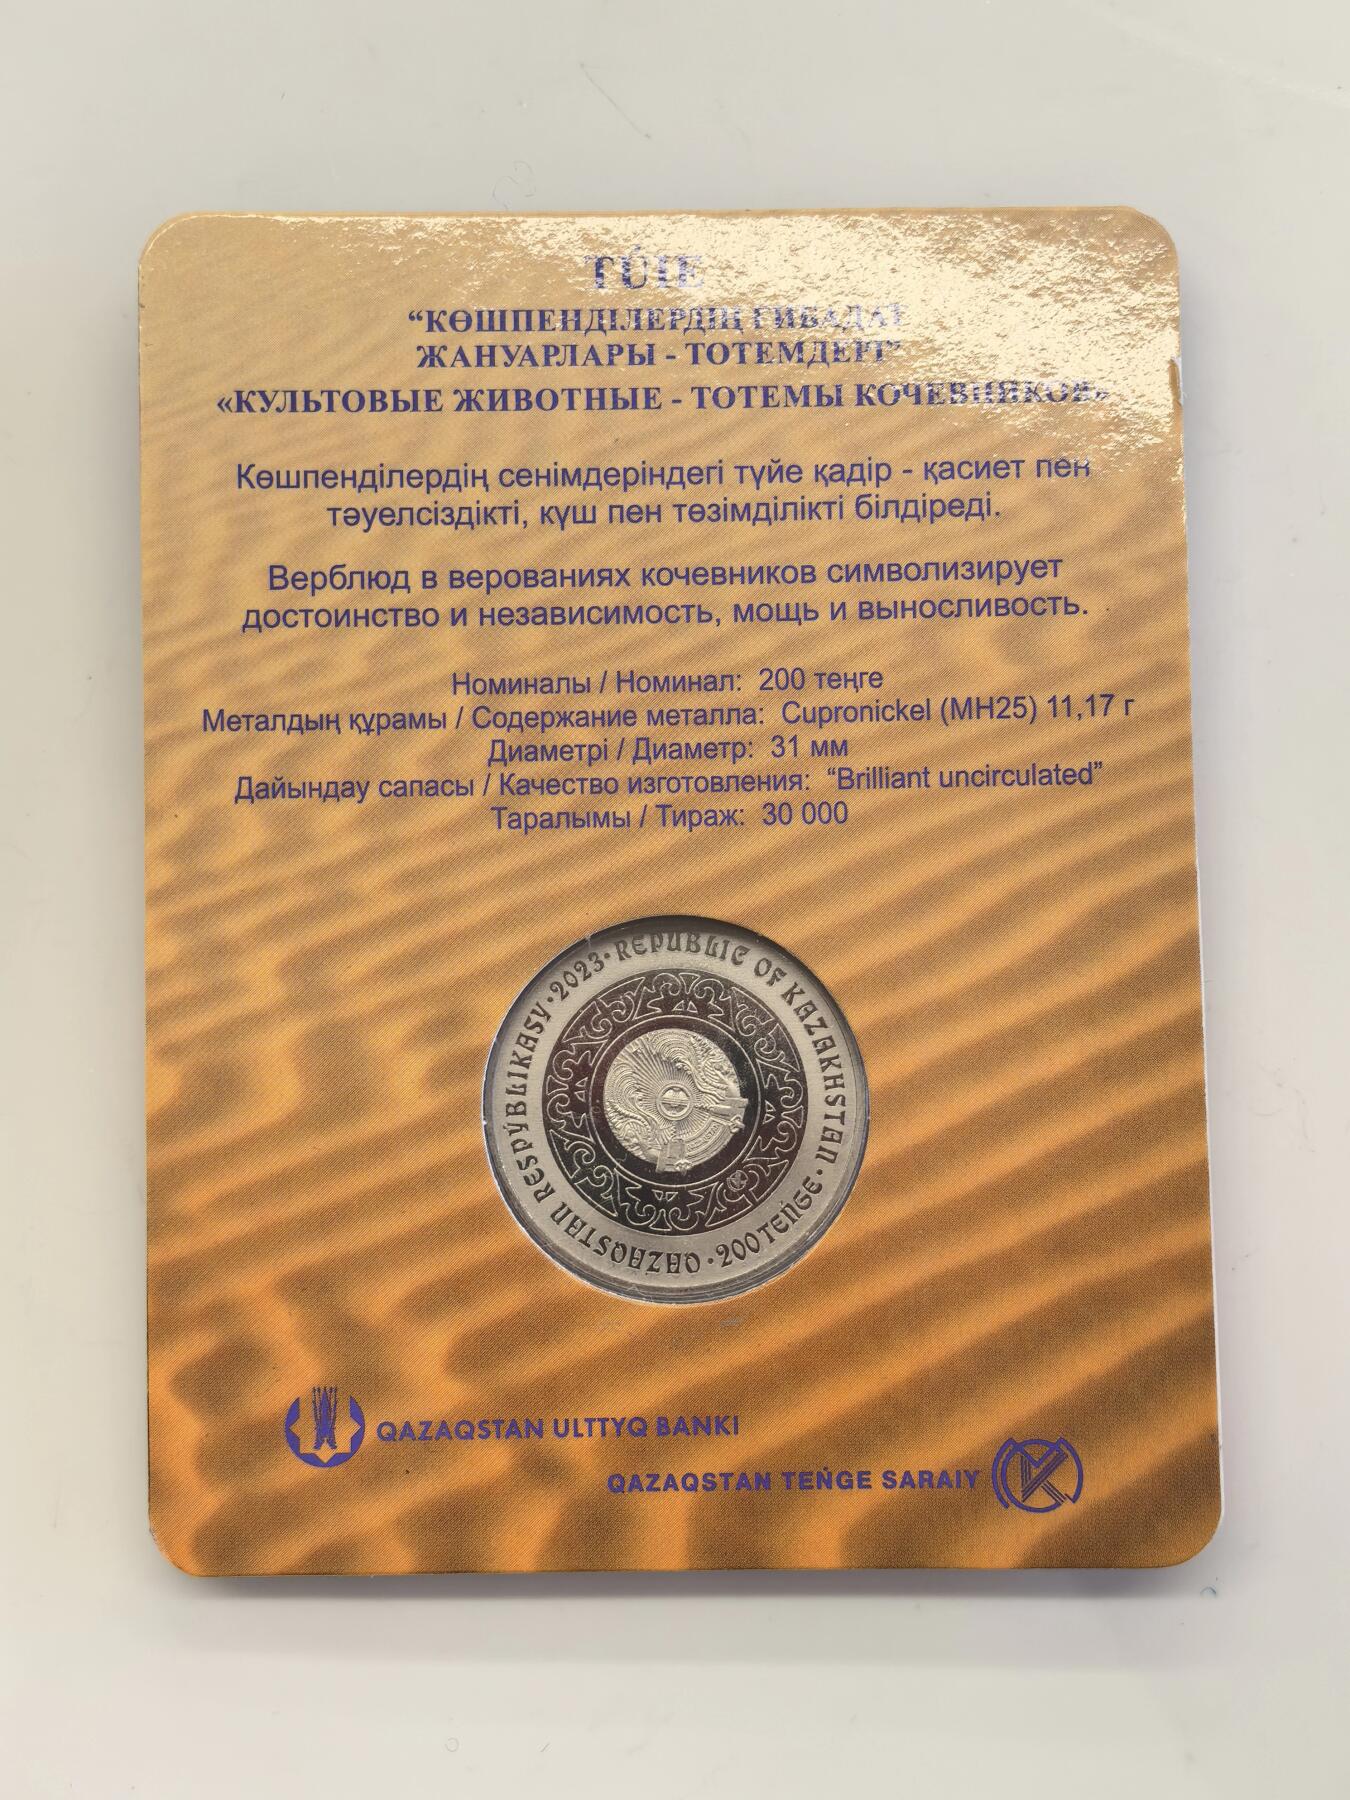 TÚIE
“КӨШПЕНДІЛЕРДІҢ ҒИБАДАТ
ЖАНУАРЛАРЫ - ТОТЕМДЕРІ”
«КУЛЬТОВЫЕ ЖИВОТНЫЕ - ТОТЕМЫ КОЧЕВНИКОВ»
Көшпенділердің сенімдеріндегі түйе қадір - қасиет пен
тәуелсіздікті, күш пен төзімділікті білдіреді.
Верблюд в верованиях кочевников символизирует
достоинство и независимость, мощь и выносливость.
Номиналы / Номинал: 200 теңге
Металдың құрамы / Содержание металла: Cupronickel (МН25) 11,17 г
Диаметрі / Диаметр: 31 мм
Дайындау сапасы / Качество изготовления: “Brilliant uncirculated”
Таралымы / Тираж: 30 000
QAZAQSTAN RESPÝBLIKASY · 2023 · REPUBLIC OF KAZAKHSTAN · 200 TEŃGE ·
QAZAQSTAN ULTTYQ BANKI
QAZAQSTAN TEŃGE SARAIY